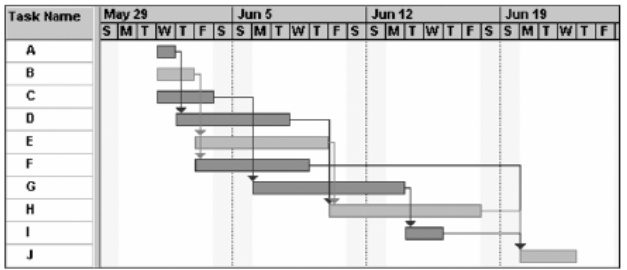 Task Name May 29 Jun 5 Jun 12 Jun 19
S M T W T F S S M T W T F S S M T W T F S S M T W T F
A
B
C
D
E
F
G
H
I
J